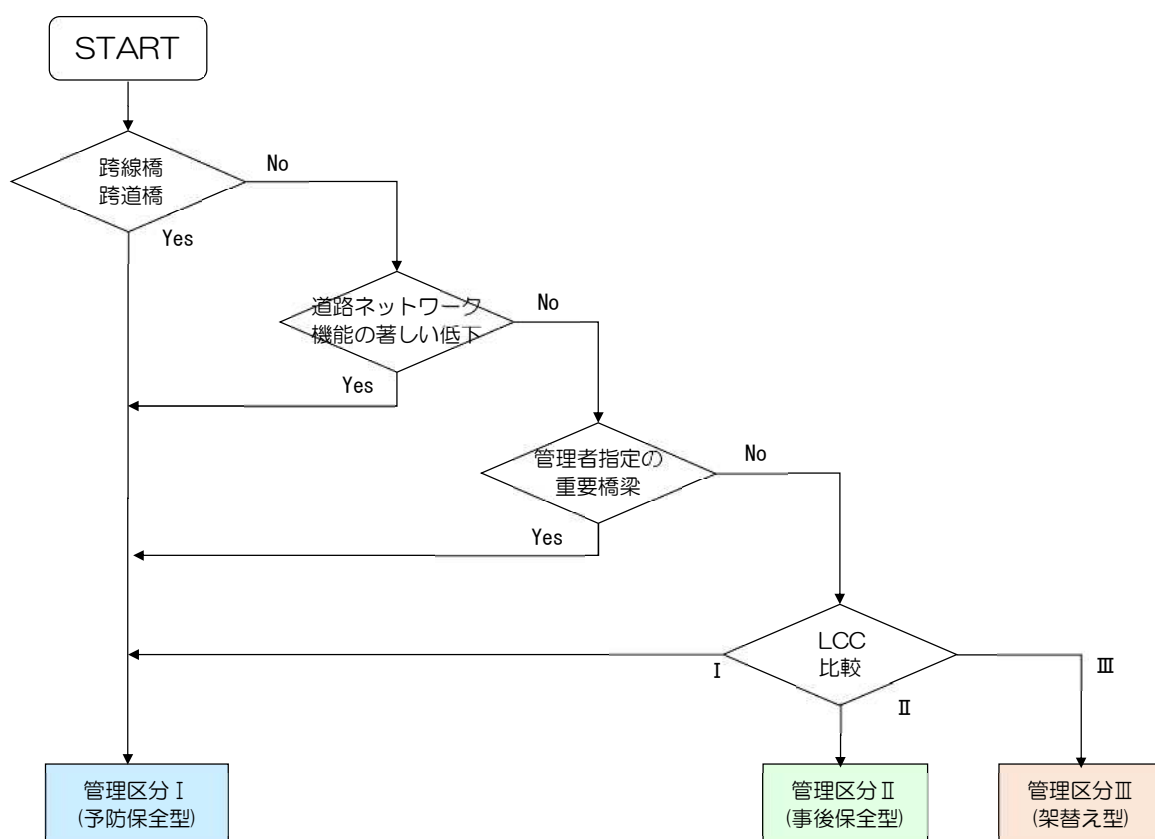 START
跨線橋
跨道橋
No
Yes
道路ネットワーク
機能の著しい低下
No
Yes
管理者指定の
重要橋梁
No
Yes
LCC
比較
Ⅰ
Ⅱ
Ⅲ
管理区分Ⅰ
(予防保全型)
管理区分Ⅱ
(事後保全型)
管理区分Ⅲ
(架替え型)